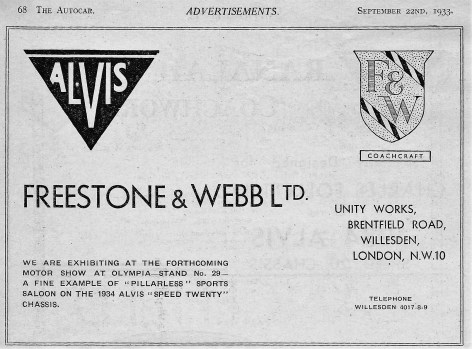 68 THE AUTOCAR. ADVERTISEMENTS. SEPTEMBER 22ND, 1933.
ALVIS
F&W
COACHCRAFT
FREESTONE & WEBB LTD.
UNITY WORKS,
BRENTFIELD ROAD,
WILLESDEN,
LONDON, N.W.10
WE ARE EXHIBITING AT THE FORTHCOMING
MOTOR SHOW AT OLYMPIA—STAND No. 29—
A FINE EXAMPLE OF "PILLARLESS" SPORTS
SALOON ON THE 1934 ALVIS "SPEED TWENTY"
CHASSIS.
TELEPHONE
WILLESDEN 4017-8-9